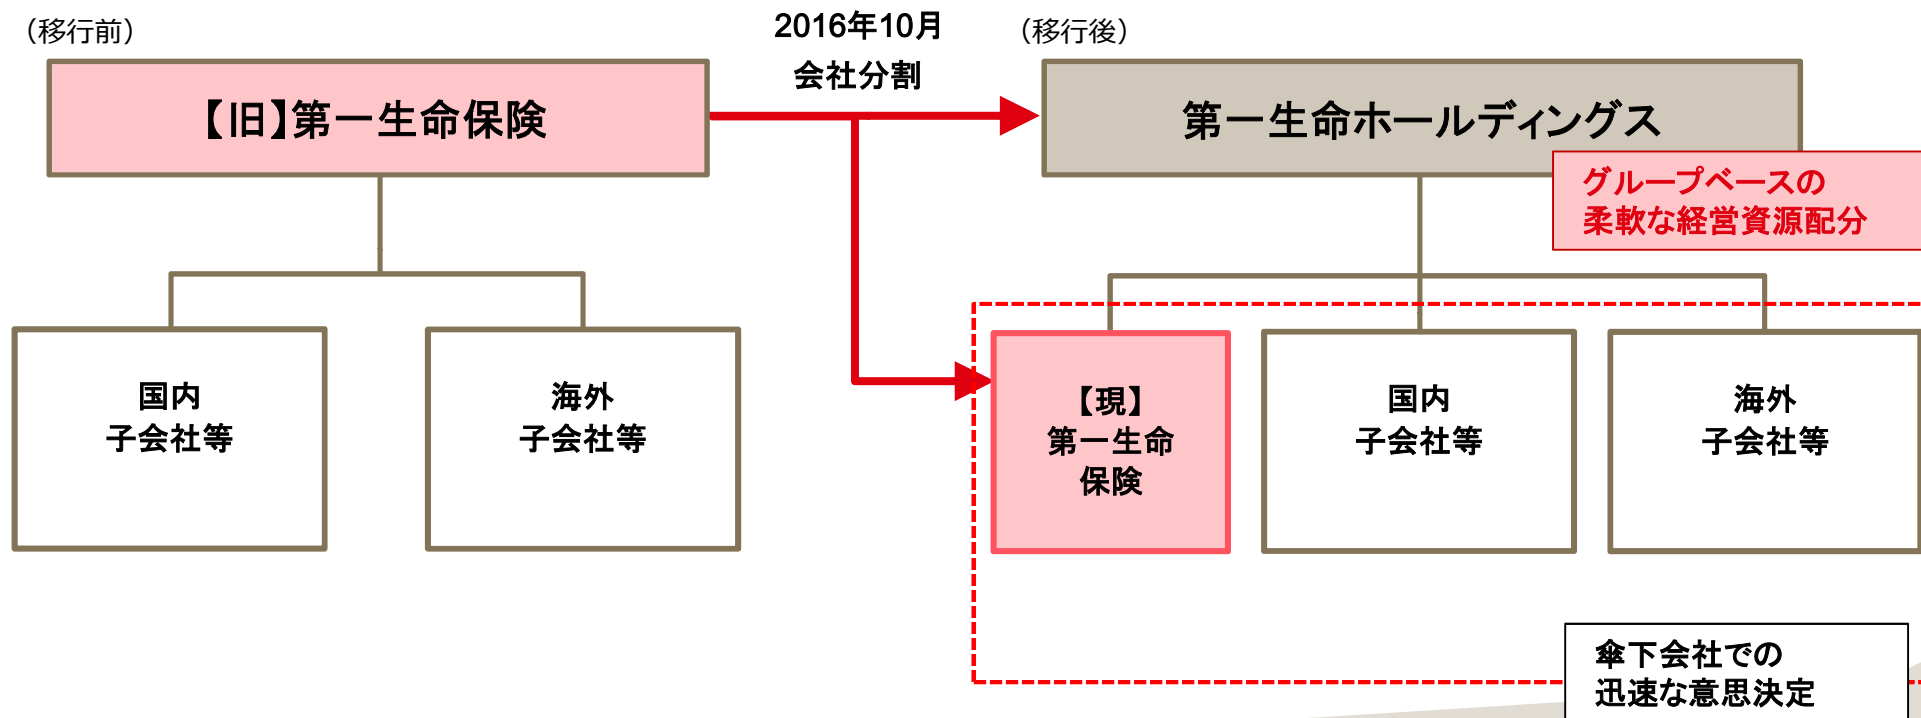 （移行前）
2016年10月
会社分割
（移行後）
【旧】第一生命保険
第一生命ホールディングス
グループベースの
柔軟な経営資源配分
国内
子会社等
海外
子会社等
【現】
第一生命
保険
国内
子会社等
海外
子会社等
傘下会社での
迅速な意思決定